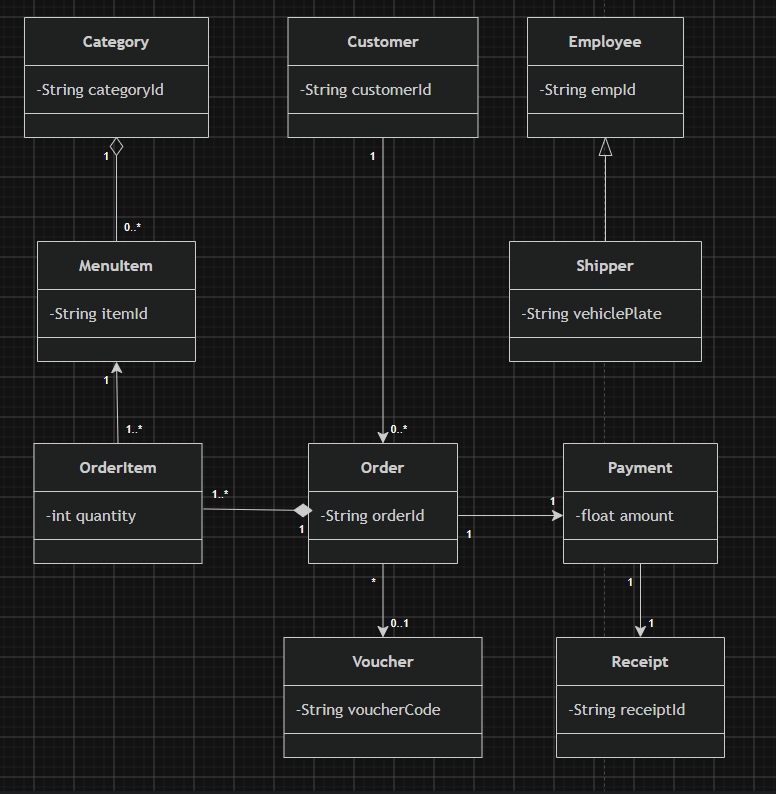 Category
-String categoryId
Customer
-String customerId
Employee
-String empId
1
0..*
1
MenuItem
-String itemId
Shipper
-String vehiclePlate
1
1..*
0..*
OrderItem
-int quantity
1..*
1
Order
-String orderId
1
1
Payment
-float amount
*
0..1
1
1
Voucher
-String voucherCode
Receipt
-String receiptId